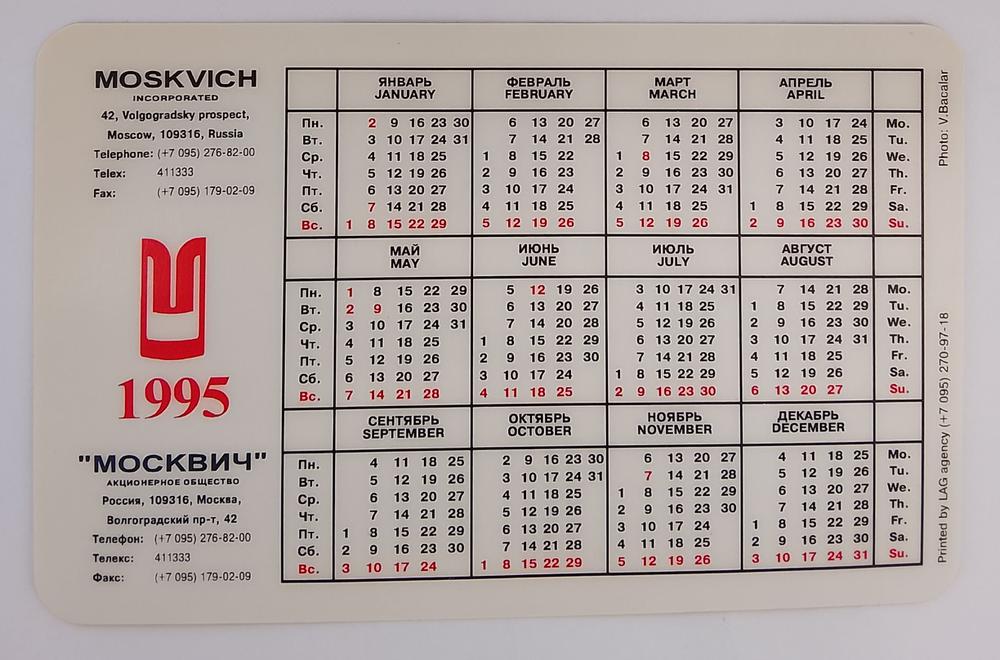 MOSKVICH
INCORPORATED
42, Volgogradsky prospect,
Moscow, 109316, Russia
Telephone: (+7 095) 276-82-00
Telex: 411333
Fax: (+7 095) 179-02-09
1995
"МОСКВИЧ"
АКЦИОНЕРНОЕ ОБЩЕСТВО
Россия, 109316, Москва,
Волгоградский пр-т, 42
Телефон: (+7 095) 276-82-00
Телекс: 411333
Факс: (+7 095) 179-02-09
ЯНВАРЬ ФЕВРАЛЬ МАРТ АПРЕЛЬ
JANUARY FEBRUARY MARCH APRIL
Пн. 2 9 16 23 30 6 13 20 27 6 13 20 27 3 10 17 24 Mo.
Вт. 3 10 17 24 31 7 14 21 28 7 14 21 28 4 11 18 25 Tu.
Ср. 4 11 18 25 1 8 15 22 1 8 15 22 29 5 12 19 26 We.
Чт. 5 12 19 26 2 9 16 23 2 9 16 23 30 6 13 20 27 Th.
Пт. 6 13 20 27 3 10 17 24 3 10 17 24 31 7 14 21 28 Fr.
Сб. 7 14 21 28 4 11 18 25 4 11 18 25 1 8 15 22 29 Sa.
Вс. 1 8 15 22 29 5 12 19 26 5 12 19 26 2 9 16 23 30 Su.
МАЙ ИЮНЬ ИЮЛЬ АВГУСТ
MAY JUNE JULY AUGUST
Пн. 1 8 15 22 29 5 12 19 26 3 10 17 24 31 7 14 21 28 Mo.
Вт. 2 9 16 23 30 6 13 20 27 4 11 18 25 1 8 15 22 29 Tu.
Ср. 3 10 17 24 31 7 14 20 28 5 12 19 26 2 9 16 23 30 We.
Чт. 4 11 18 25 1 8 15 22 29 6 13 20 27 3 10 17 24 31 Th.
Пт. 5 12 19 26 2 9 16 23 30 7 14 21 28 4 11 18 25 Fr.
Сб. 6 13 20 27 3 10 17 24 1 8 15 22 29 5 12 19 26 Sa.
Вс. 7 14 21 28 4 11 18 25 2 9 16 23 30 6 13 20 27 Su.
СЕНТЯБРЬ ОКТЯБРЬ НОЯБРЬ ДЕКАБРЬ
SEPTEMBER OCTOBER NOVEMBER DECEMBER
Пн. 4 11 18 25 2 9 16 23 30 6 13 20 27 4 11 18 25 Mo.
Вт. 5 12 19 26 3 10 17 24 31 7 14 21 28 5 12 19 26 Tu.
Ср. 6 13 20 27 4 11 18 25 1 8 15 22 29 6 13 20 27 We.
Чт. 7 14 21 28 5 12 19 26 2 9 16 23 30 7 14 21 28 Th.
Пт. 1 8 15 22 29 6 13 20 27 3 10 17 24 1 8 15 22 29 Fr.
Сб. 2 9 16 23 30 7 14 21 28 4 11 18 25 2 9 16 23 30 Sa.
Вс. 3 10 17 24 1 8 15 22 29 5 12 19 26 3 10 17 24 31 Su.
Photo: V.Bacalar
Printed by LAG agency (+7 095) 270-97-18